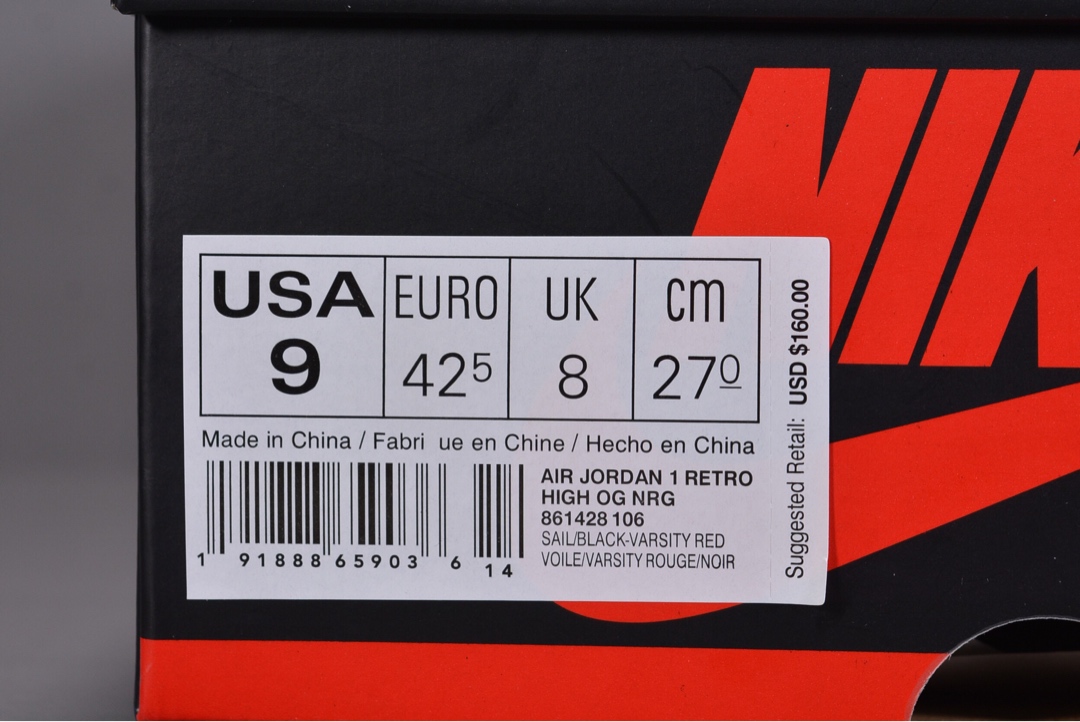 NIK
USA EURO UK cm
9 425 8 270
Made in China / Fabri ue en Chine / Hecho en China
AIR JORDAN 1 RETRO
HIGH OG NRG
861428 106
SAIL/BLACK-VARSITY RED
VOILE/VARSITY ROUGE/NOIR
1 91888 65903 6 14
Suggested Retail: USD $160.00